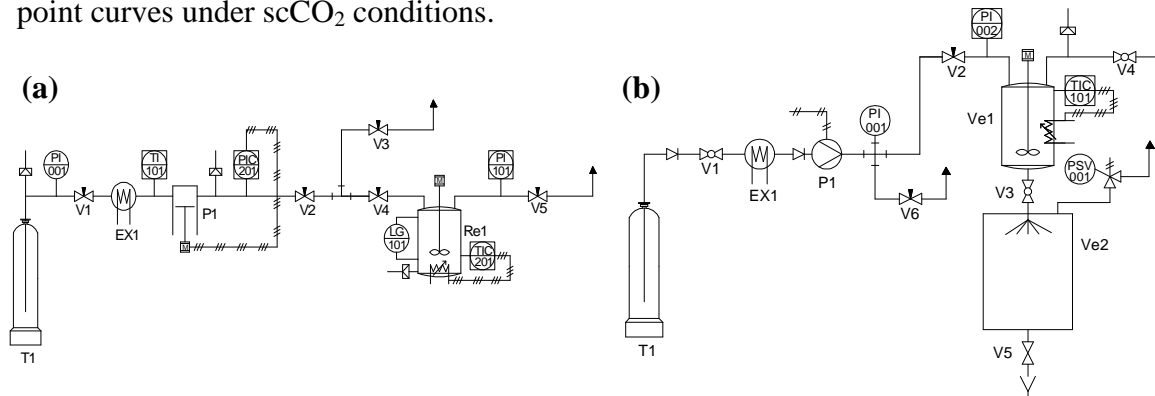 point curves under scCO₂ conditions.
(a)
PI
001
TI
101
PIC
201
V1
EX1
P1
M
T1
V2
V3
V4
M
PI
101
V5
LG
101
Re1
TIC
201
(b)
PI
002
M
V2
V4
TIC
101
Ve1
PI
001
V1
EX1
P1
V6
PSV
001
V3
Ve2
T1
V5